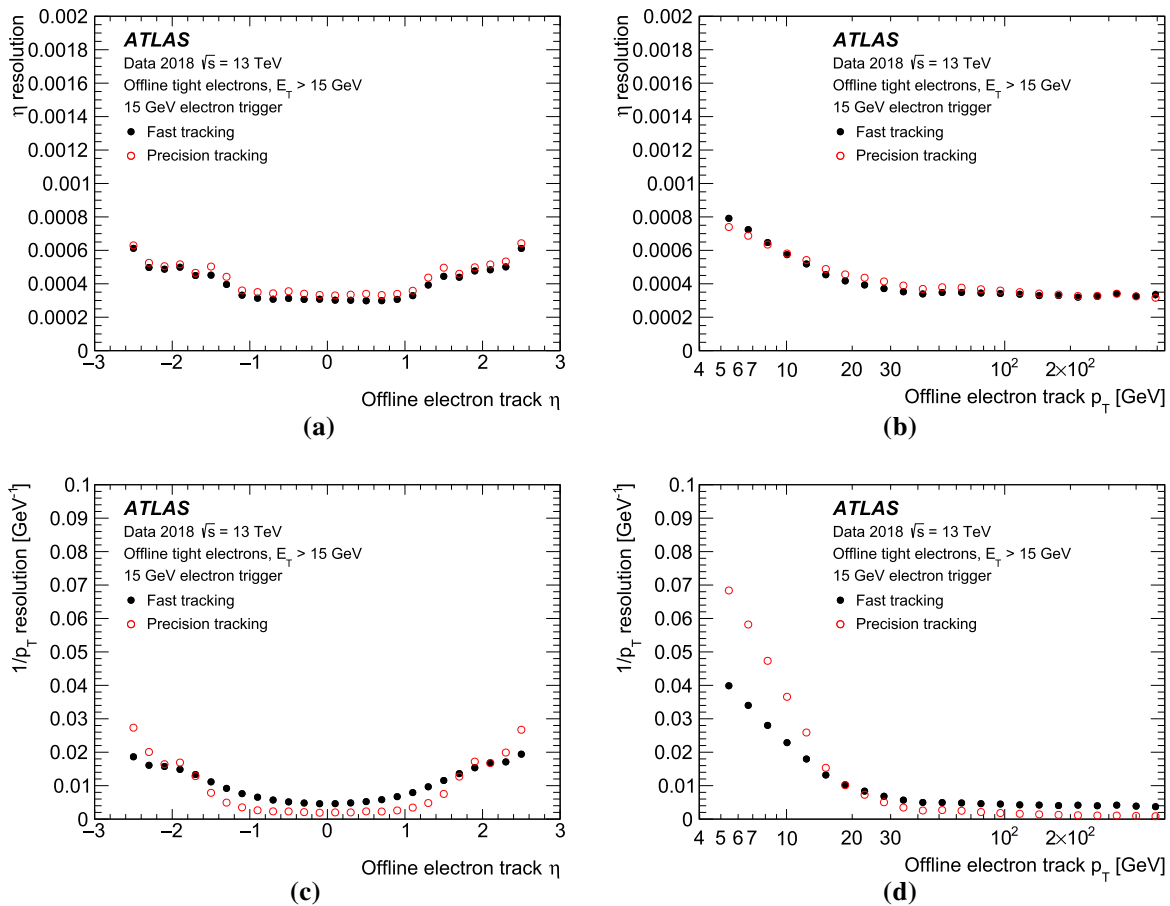 ATLAS
Data 2018 √s = 13 TeV
Offline tight electrons, E_T > 15 GeV
15 GeV electron trigger
Fast tracking
Precision tracking
η resolution
0.002
0.0018
0.0016
0.0014
0.0012
0.001
0.0008
0.0006
0.0004
0.0002
0
−3 −2 −1 0 1 2 3
Offline electron track η
(a)
ATLAS
Data 2018 √s = 13 TeV
Offline tight electrons, E_T > 15 GeV
15 GeV electron trigger
Fast tracking
Precision tracking
η resolution
0.002
0.0018
0.0016
0.0014
0.0012
0.001
0.0008
0.0006
0.0004
0.0002
0
4 5 6 7 10 20 30 10² 2×10²
Offline electron track p_T [GeV]
(b)
ATLAS
Data 2018 √s = 13 TeV
Offline tight electrons, E_T > 15 GeV
15 GeV electron trigger
Fast tracking
Precision tracking
1/p_T resolution [GeV⁻¹]
0.1
0.09
0.08
0.07
0.06
0.05
0.04
0.03
0.02
0.01
0
−3 −2 −1 0 1 2 3
Offline electron track η
(c)
ATLAS
Data 2018 √s = 13 TeV
Offline tight electrons, E_T > 15 GeV
15 GeV electron trigger
Fast tracking
Precision tracking
1/p_T resolution [GeV⁻¹]
0.1
0.09
0.08
0.07
0.06
0.05
0.04
0.03
0.02
0.01
0
4 5 6 7 10 20 30 10² 2×10²
Offline electron track p_T [GeV]
(d)